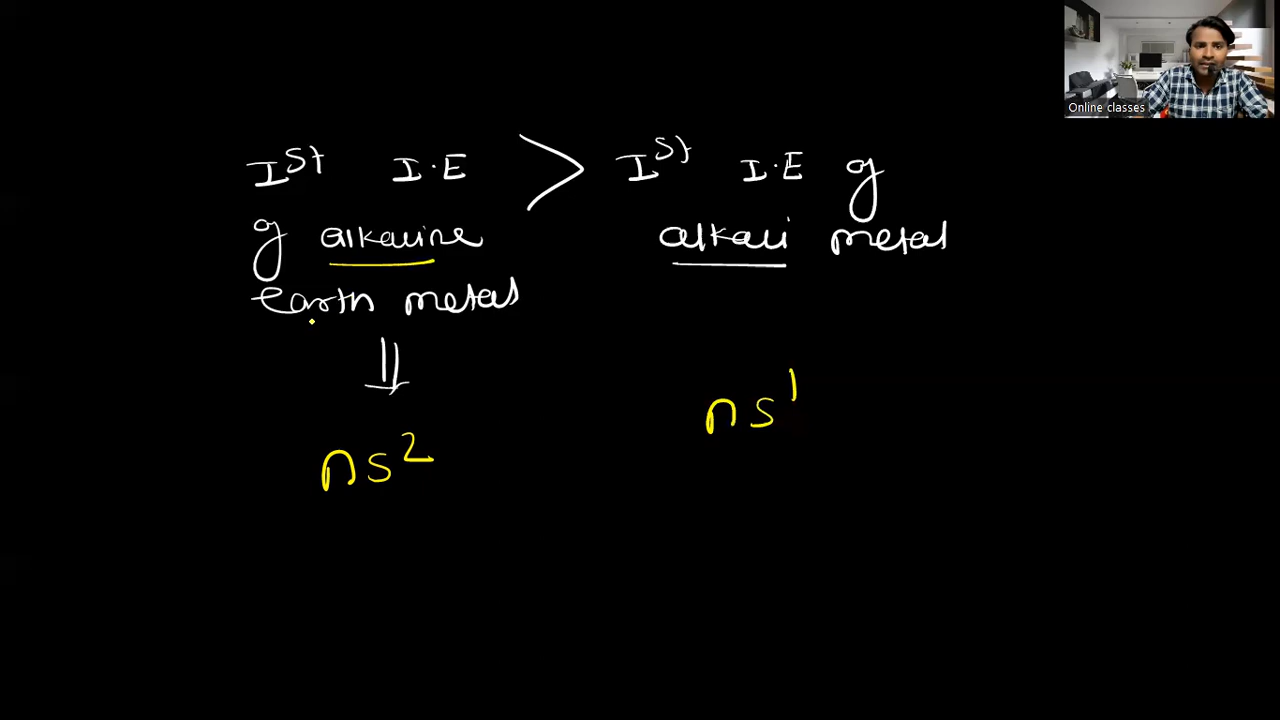 Online classes
Ist I.E > Ist I.E of
of alkaline alkali metal
earth metal
ns1
ns2